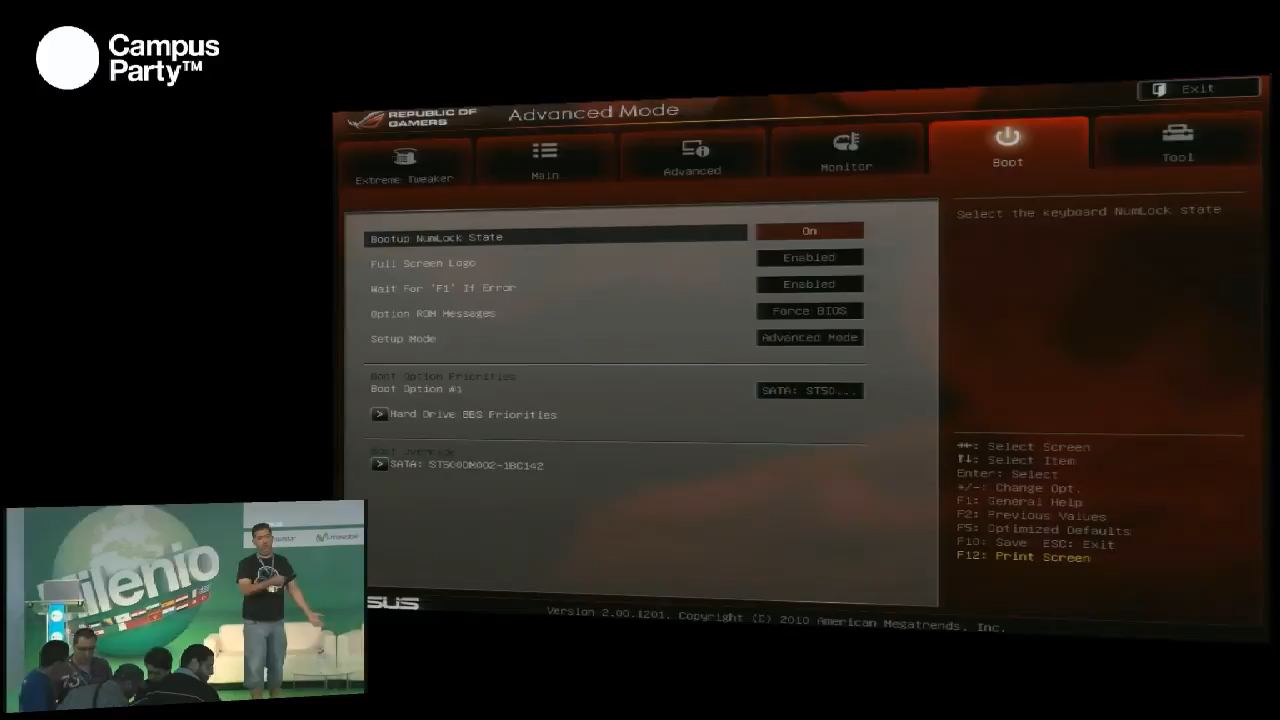 Campus
Party™
REPUBLIC OF
GAMERS
Advanced Mode
Exit
Extreme Tweaker
Main
Advanced
Monitor
Boot
Tool
Bootup NumLock State
On
Full Screen Logo
Enabled
Wait For 'F1' If Error
Enabled
Option ROM Messages
Force BIOS
Setup Mode
Advanced Mode
Boot Option Priorities
Boot Option #1
SATA: ST50...
> Hard Drive BBS Priorities
Boot Override
> SATA: ST500DM002-1BC142
Select the keyboard NumLock state
→←: Select Screen
↑↓: Select Item
Enter: Select
+/-: Change Opt.
F1: General Help
F2: Previous Values
F5: Optimized Defaults
F10: Save ESC: Exit
F12: Print Screen
SUS
Version 2.00.1201. Copyright (C) 2010 American Megatrends, Inc.
ilenio